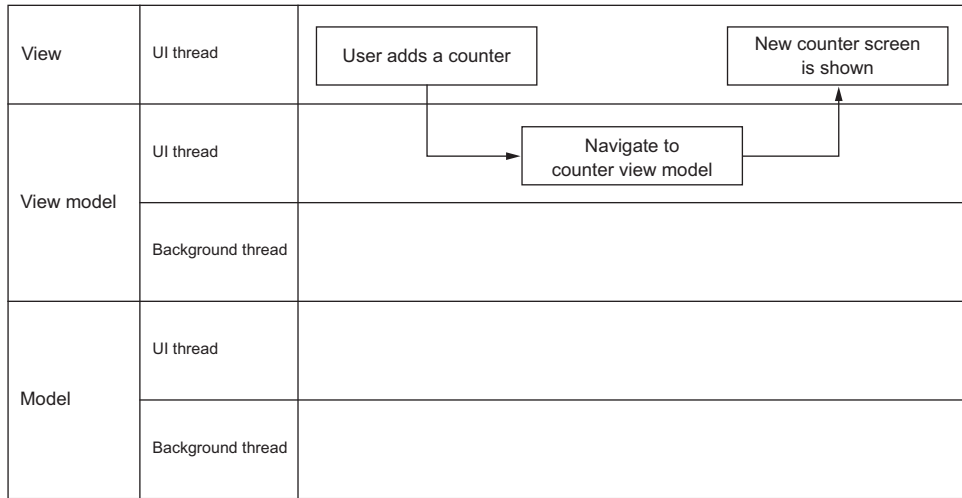 View
UI thread
User adds a counter
New counter screen
is shown
View model
UI thread
Navigate to
counter view model
Background thread
Model
UI thread
Background thread